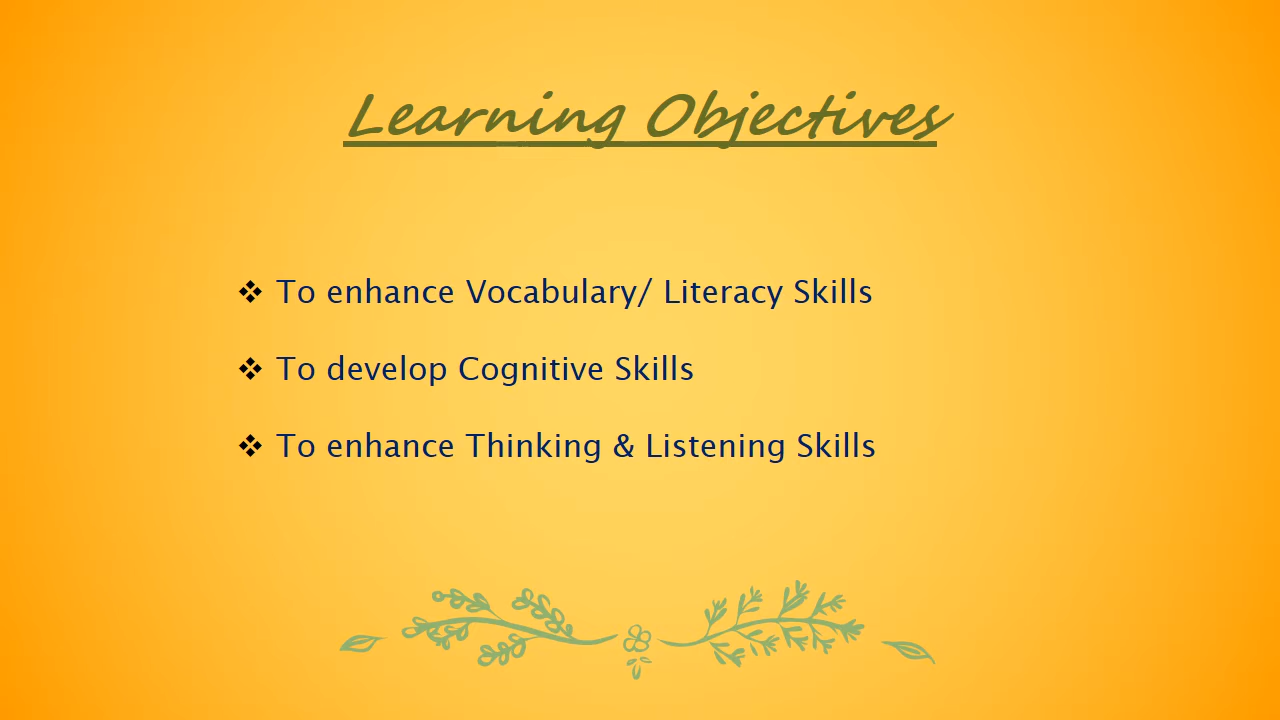 Learning Objectives
❖ To enhance Vocabulary/ Literacy Skills
❖ To develop Cognitive Skills
❖ To enhance Thinking & Listening Skills